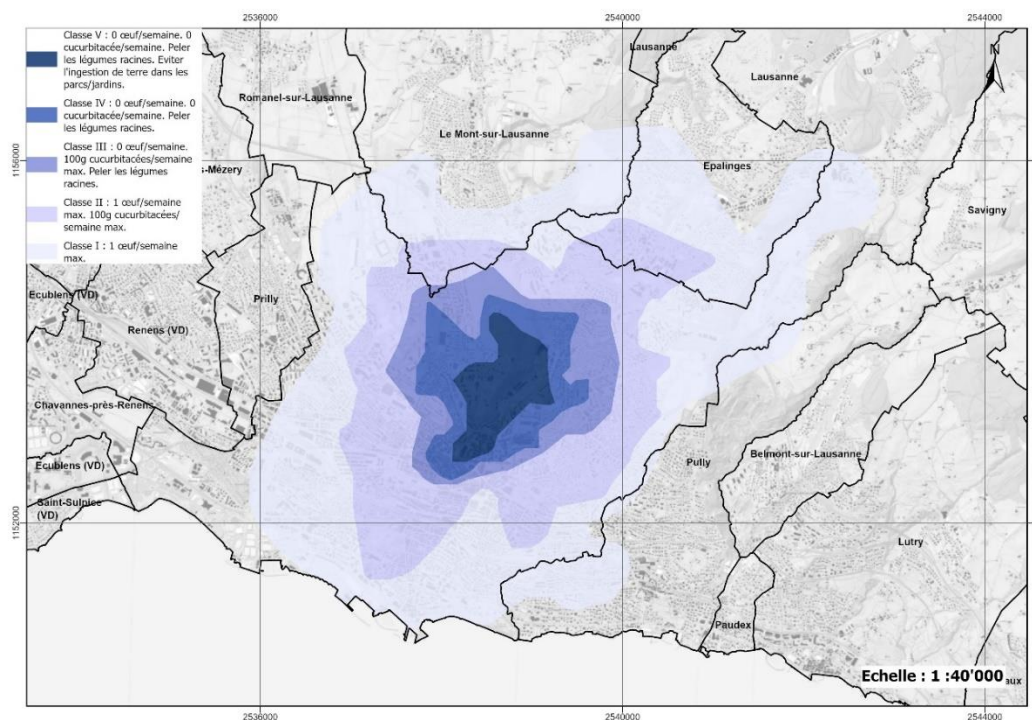 2536000
2540000
2544000
Classe V : 0 œuf/semaine. 0
cucurbitacée/semaine. Peler
les légumes racines. Eviter
l'ingestion de terre dans les
parcs/jardins.
Classe IV : 0 œuf/semaine. 0
cucurbitacée/semaine. Peler
les légumes racines.
Classe III : 0 œuf/semaine.
100g cucurbitacées/semaine
max. Peler les légumes
racines.
Classe II : 1 œuf/semaine
max. 100g cucurbitacées/
semaine max.
Classe I : 1 œuf/semaine
max.
Lausanne
N
Lausanne
Romanel-sur-Lausanne
Le Mont-sur-Lausanne
1156000
1156000
s-Mézery
Epalinges
Savigny
Ecublens (VD)
Prilly
Renens (VD)
Chavannes-près-Renens
Belmont-sur-Lausanne
Pully
Ecublens (VD)
Saint-Sulpice
(VD)
1152000
1152000
Lutry
Paudex
Echelle : 1 :40'000
aux
2536000
2540000
2544000